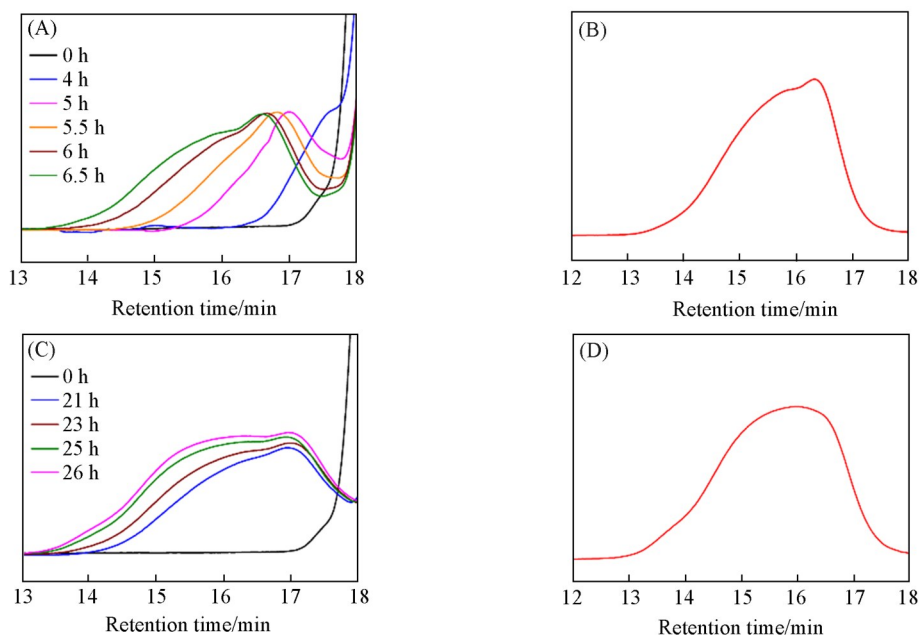 (A)
0 h
4 h
5 h
5.5 h
6 h
6.5 h
13 14 15 16 17 18
Retention time/min
(B)
12 13 14 15 16 17 18
Retention time/min
(C)
0 h
21 h
23 h
25 h
26 h
13 14 15 16 17 18
Retention time/min
(D)
12 13 14 15 16 17 18
Retention time/min